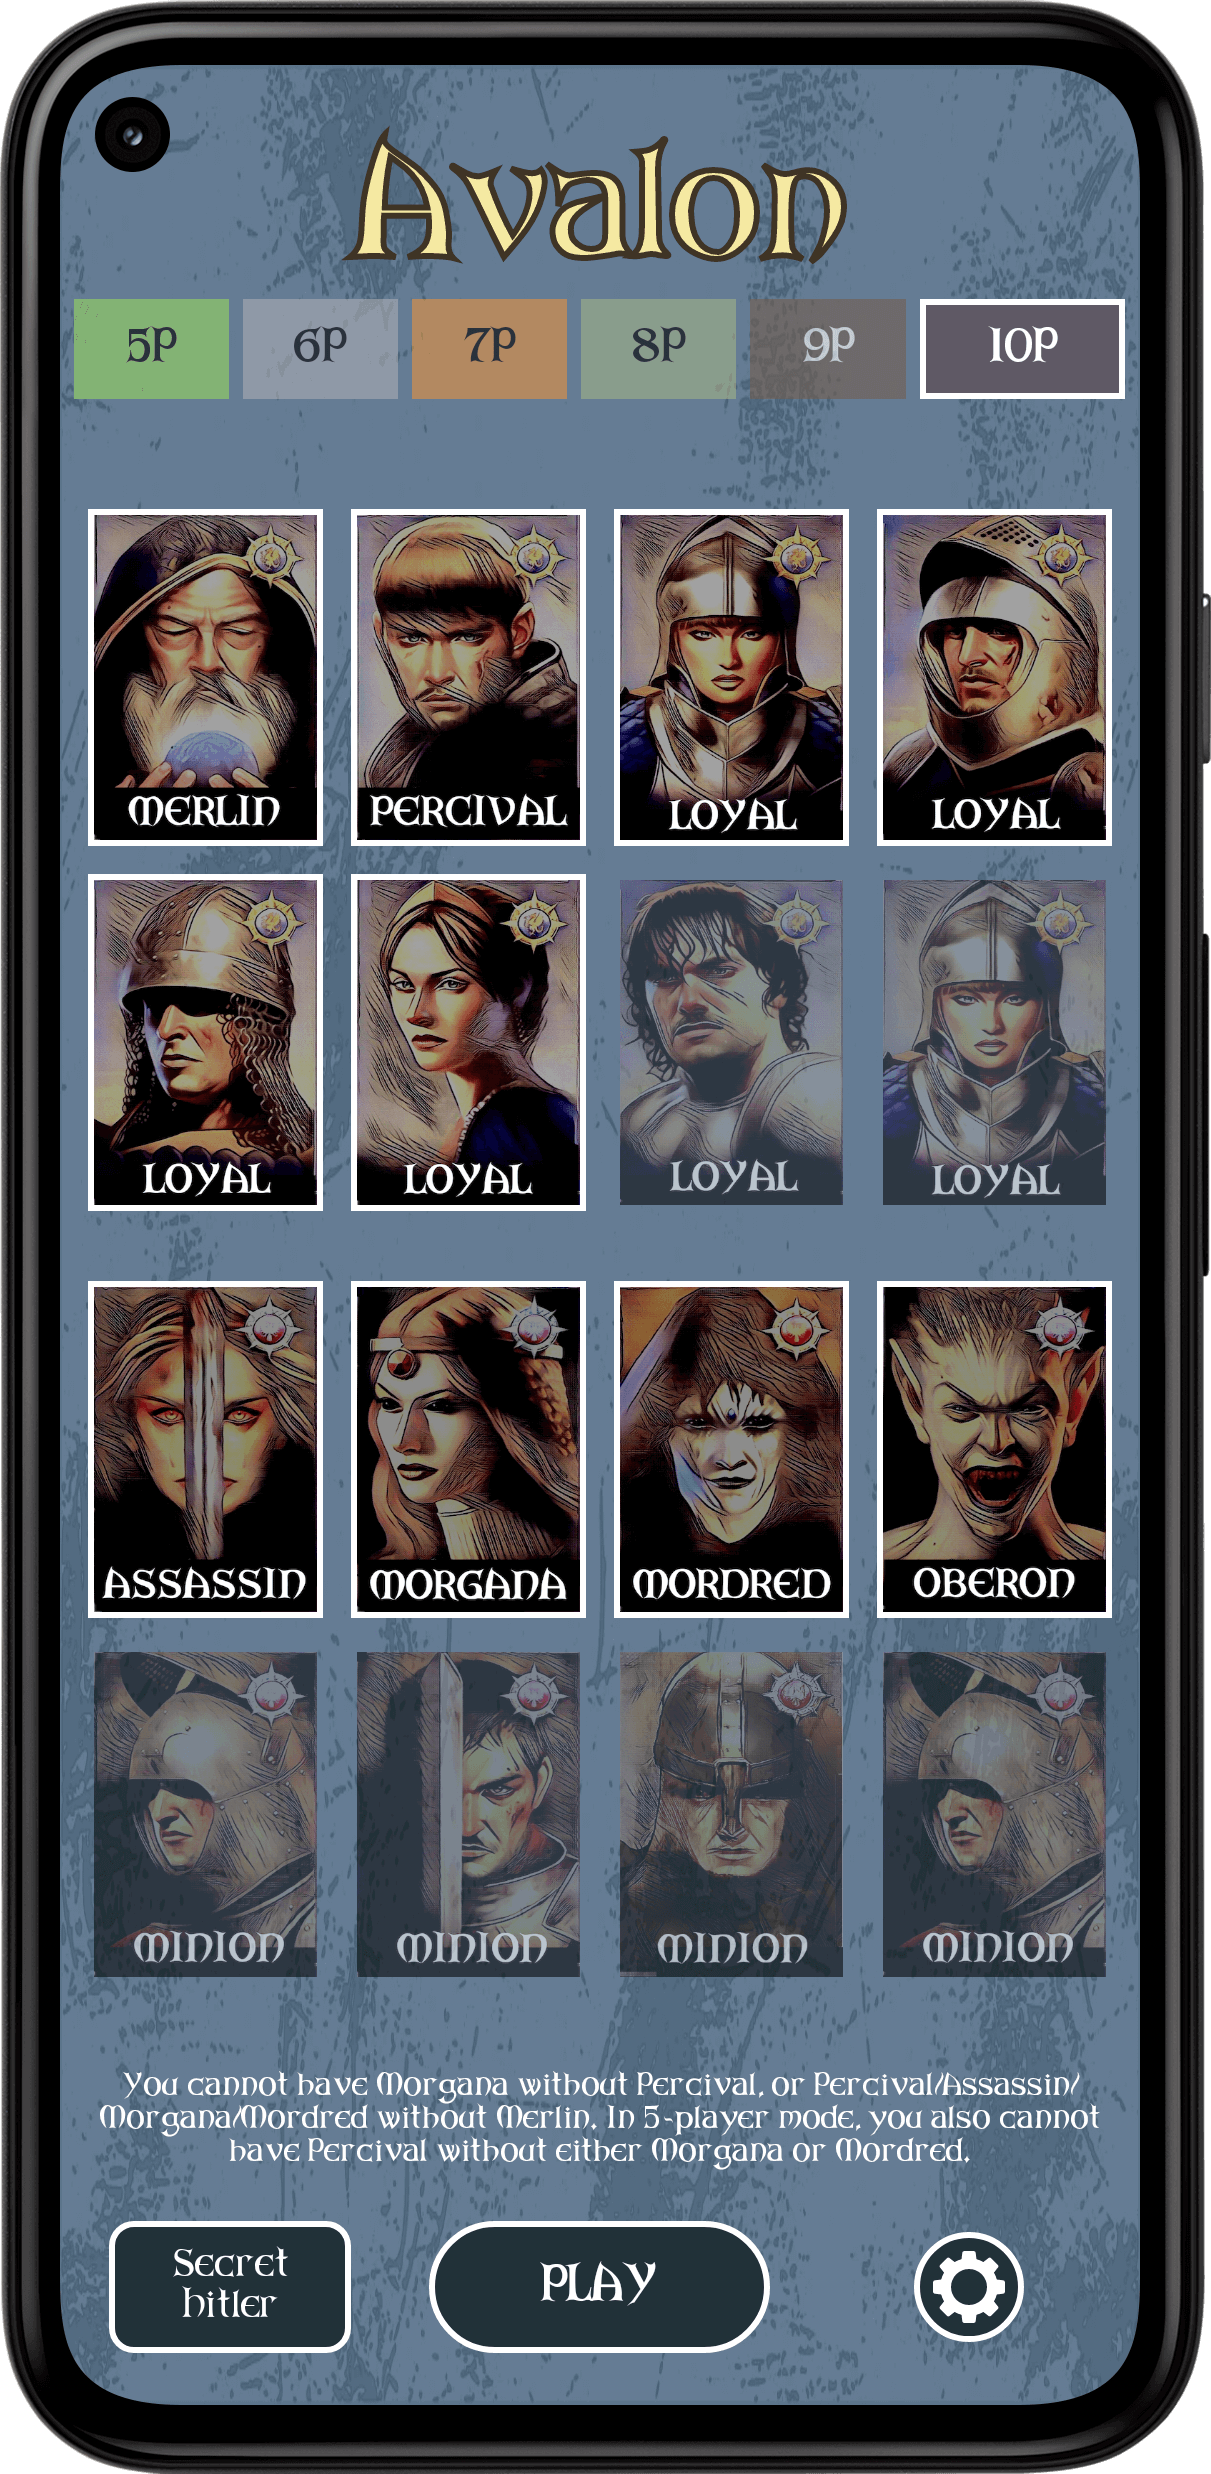 Avalon
5P 6P 7P 8P 9P 10P
MERLIN PERCIVAL LOYAL LOYAL
LOYAL LOYAL LOYAL LOYAL
ASSASSIN MORGANA MORDRED OBERON
MINION MINION MINION MINION
You cannot have Morgana without Percival, or Percival/Assassin/
Morgana/Mordred without Merlin. In 5-player mode, you also cannot
have Percival without either Morgana or Mordred.
Secret
hitler
PLAY